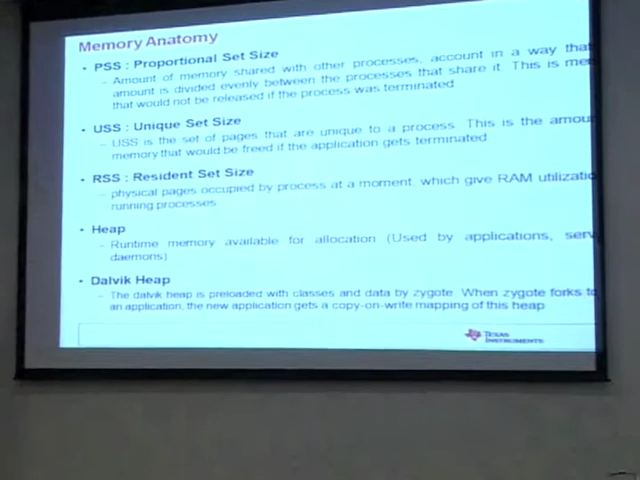 Memory Anatomy
• PSS : Proportional Set Size
– Amount of memory shared with other processes, account in a way that
amount is divided evenly between the processes that share it. This is me
that would not be released if the process was terminated
• USS : Unique Set Size
– USS is the set of pages that are unique to a process. This is the amou
memory that would be freed if the application gets terminated
• RSS : Resident Set Size
– physical pages occupied by process at a moment, which give RAM utilizatio
running processes
• Heap
– Runtime memory available for allocation (Used by applications, serv
daemons)
• Dalvik Heap
– The dalvik heap is preloaded with classes and data by zygote. When zygote forks to
an application, the new application gets a copy-on-write mapping of this heap
TEXAS
INSTRUMENTS